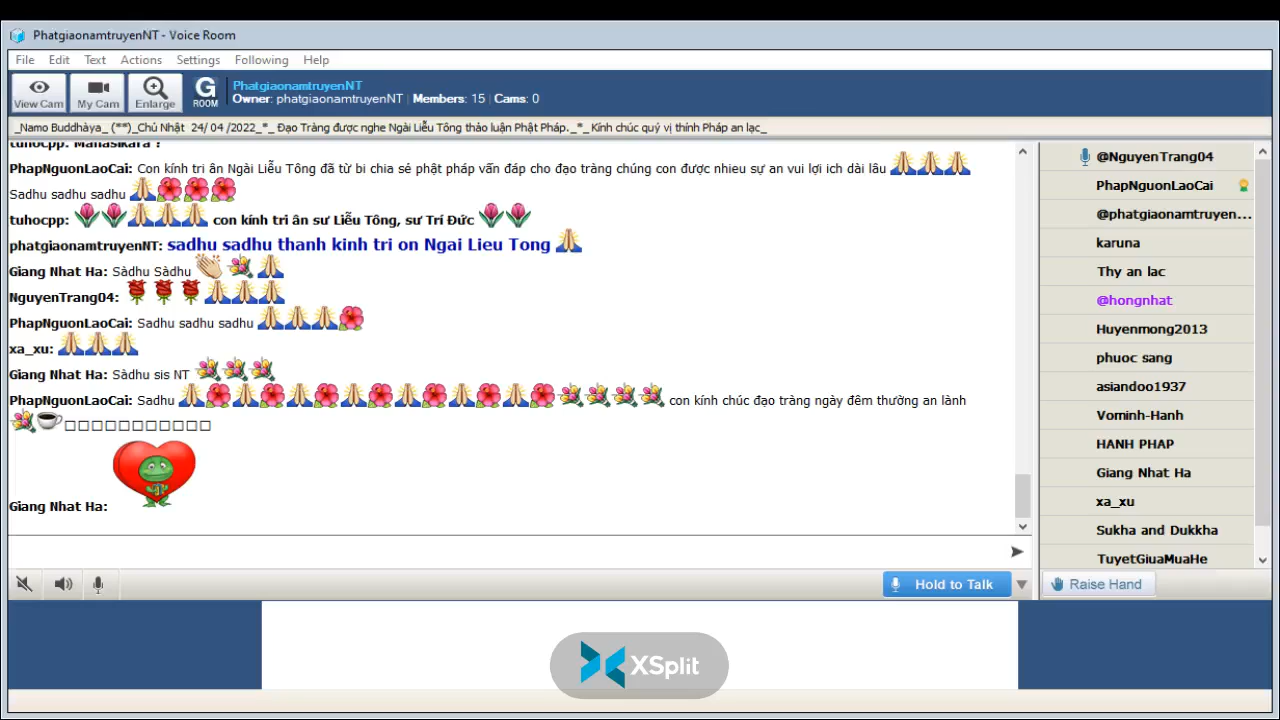 PhatgiaonamtruyenNT - Voice Room
File Edit Text Actions Settings Following Help
View Cam My Cam Enlarge G ROOM
PhatgiaonamtruyenNT
Owner: phatgiaonamtruyenNT | Members: 15 | Cams: 0
_Namo Buddhàya_ (**)_Chủ Nhật 24/ 04 /2022_*_ Đạo Tràng được nghe Ngài Liễu Tông thảo luận Phật Pháp._*_ Kính chúc quý vị thính Pháp an lạc_
tuhocpp: Manasikara ?
PhapNguonLaoCai: Con kính tri ân Ngài Liễu Tông đã từ bi chia sẻ phật pháp vấn đáp cho đạo tràng chúng con được nhieu sự an vui lợi ich dài lâu
Sadhu sadhu sadhu
tuhocpp: con kính tri ân sư Liễu Tông, sư Trí Đức
phatgiaonamtruyenNT: sadhu sadhu thanh kinh tri on Ngai Lieu Tong
Giang Nhat Ha: Sàdhu Sàdhu
NguyenTrang04:
PhapNguonLaoCai: Sadhu sadhu sadhu
xa_xu:
Giang Nhat Ha: Sàdhu sis NT
PhapNguonLaoCai: Sadhu con kính chúc đạo tràng ngày đêm thường an lành
Giang Nhat Ha:
@NguyenTrang04
PhapNguonLaoCai
@phatgiaonamtruyen...
karuna
Thy an lac
@hongnhat
Huyenmong2013
phuoc sang
asiandoo1937
Vominh-Hanh
HANH PHAP
Giang Nhat Ha
xa_xu
Sukha and Dukkha
TuyetGiuaMuaHe
Hold to Talk
Raise Hand
XSplit